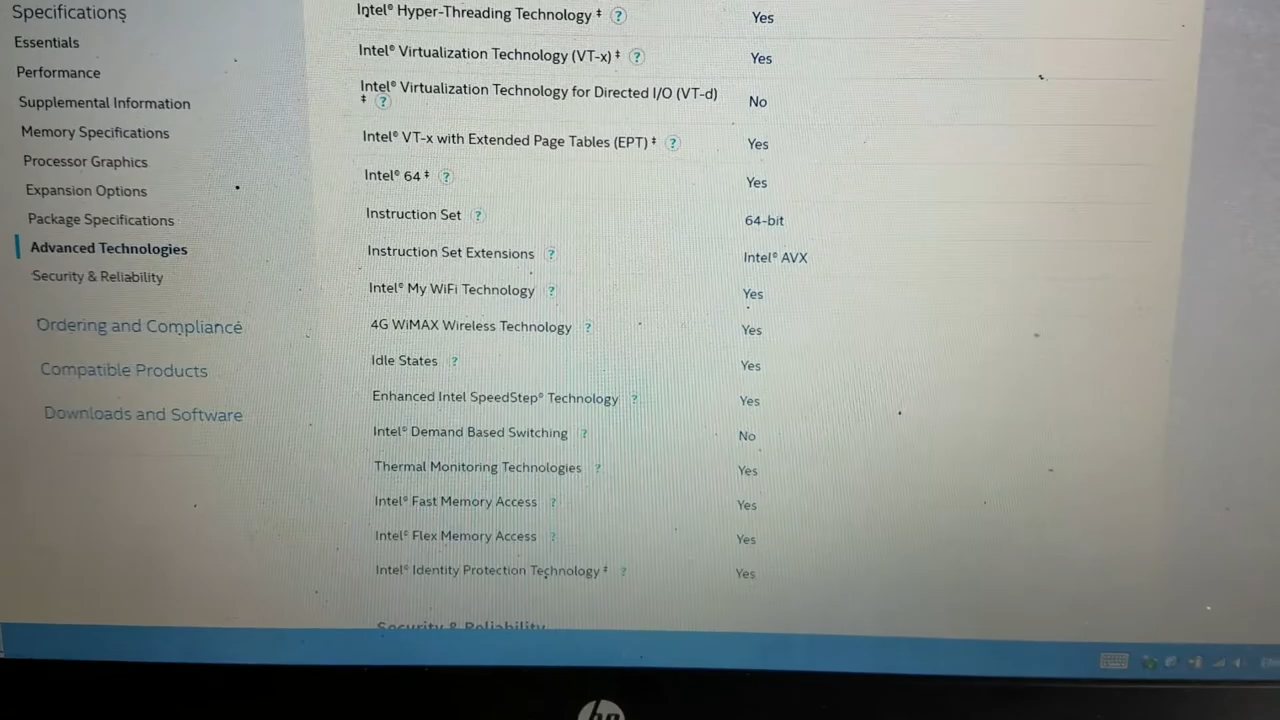 Specifications
Essentials
Performance
Supplemental Information
Memory Specifications
Processor Graphics
Expansion Options
Package Specifications
Advanced Technologies
Security & Reliability
Ordering and Compliance
Compatible Products
Downloads and Software
Intel® Hyper-Threading Technology ‡ ? Yes
Intel® Virtualization Technology (VT-x) ‡ ? Yes
Intel® Virtualization Technology for Directed I/O (VT-d)
‡ ? No
Intel® VT-x with Extended Page Tables (EPT) ‡ ? Yes
Intel® 64 ‡ ? Yes
Instruction Set ? 64-bit
Instruction Set Extensions ? Intel® AVX
Intel® My WiFi Technology ? Yes
4G WiMAX Wireless Technology ? Yes
Idle States ? Yes
Enhanced Intel SpeedStep® Technology ? Yes
Intel® Demand Based Switching ? No
Thermal Monitoring Technologies ? Yes
Intel® Fast Memory Access ? Yes
Intel® Flex Memory Access ? Yes
Intel® Identity Protection Technology ‡ ? Yes
Security & Reliability
hp